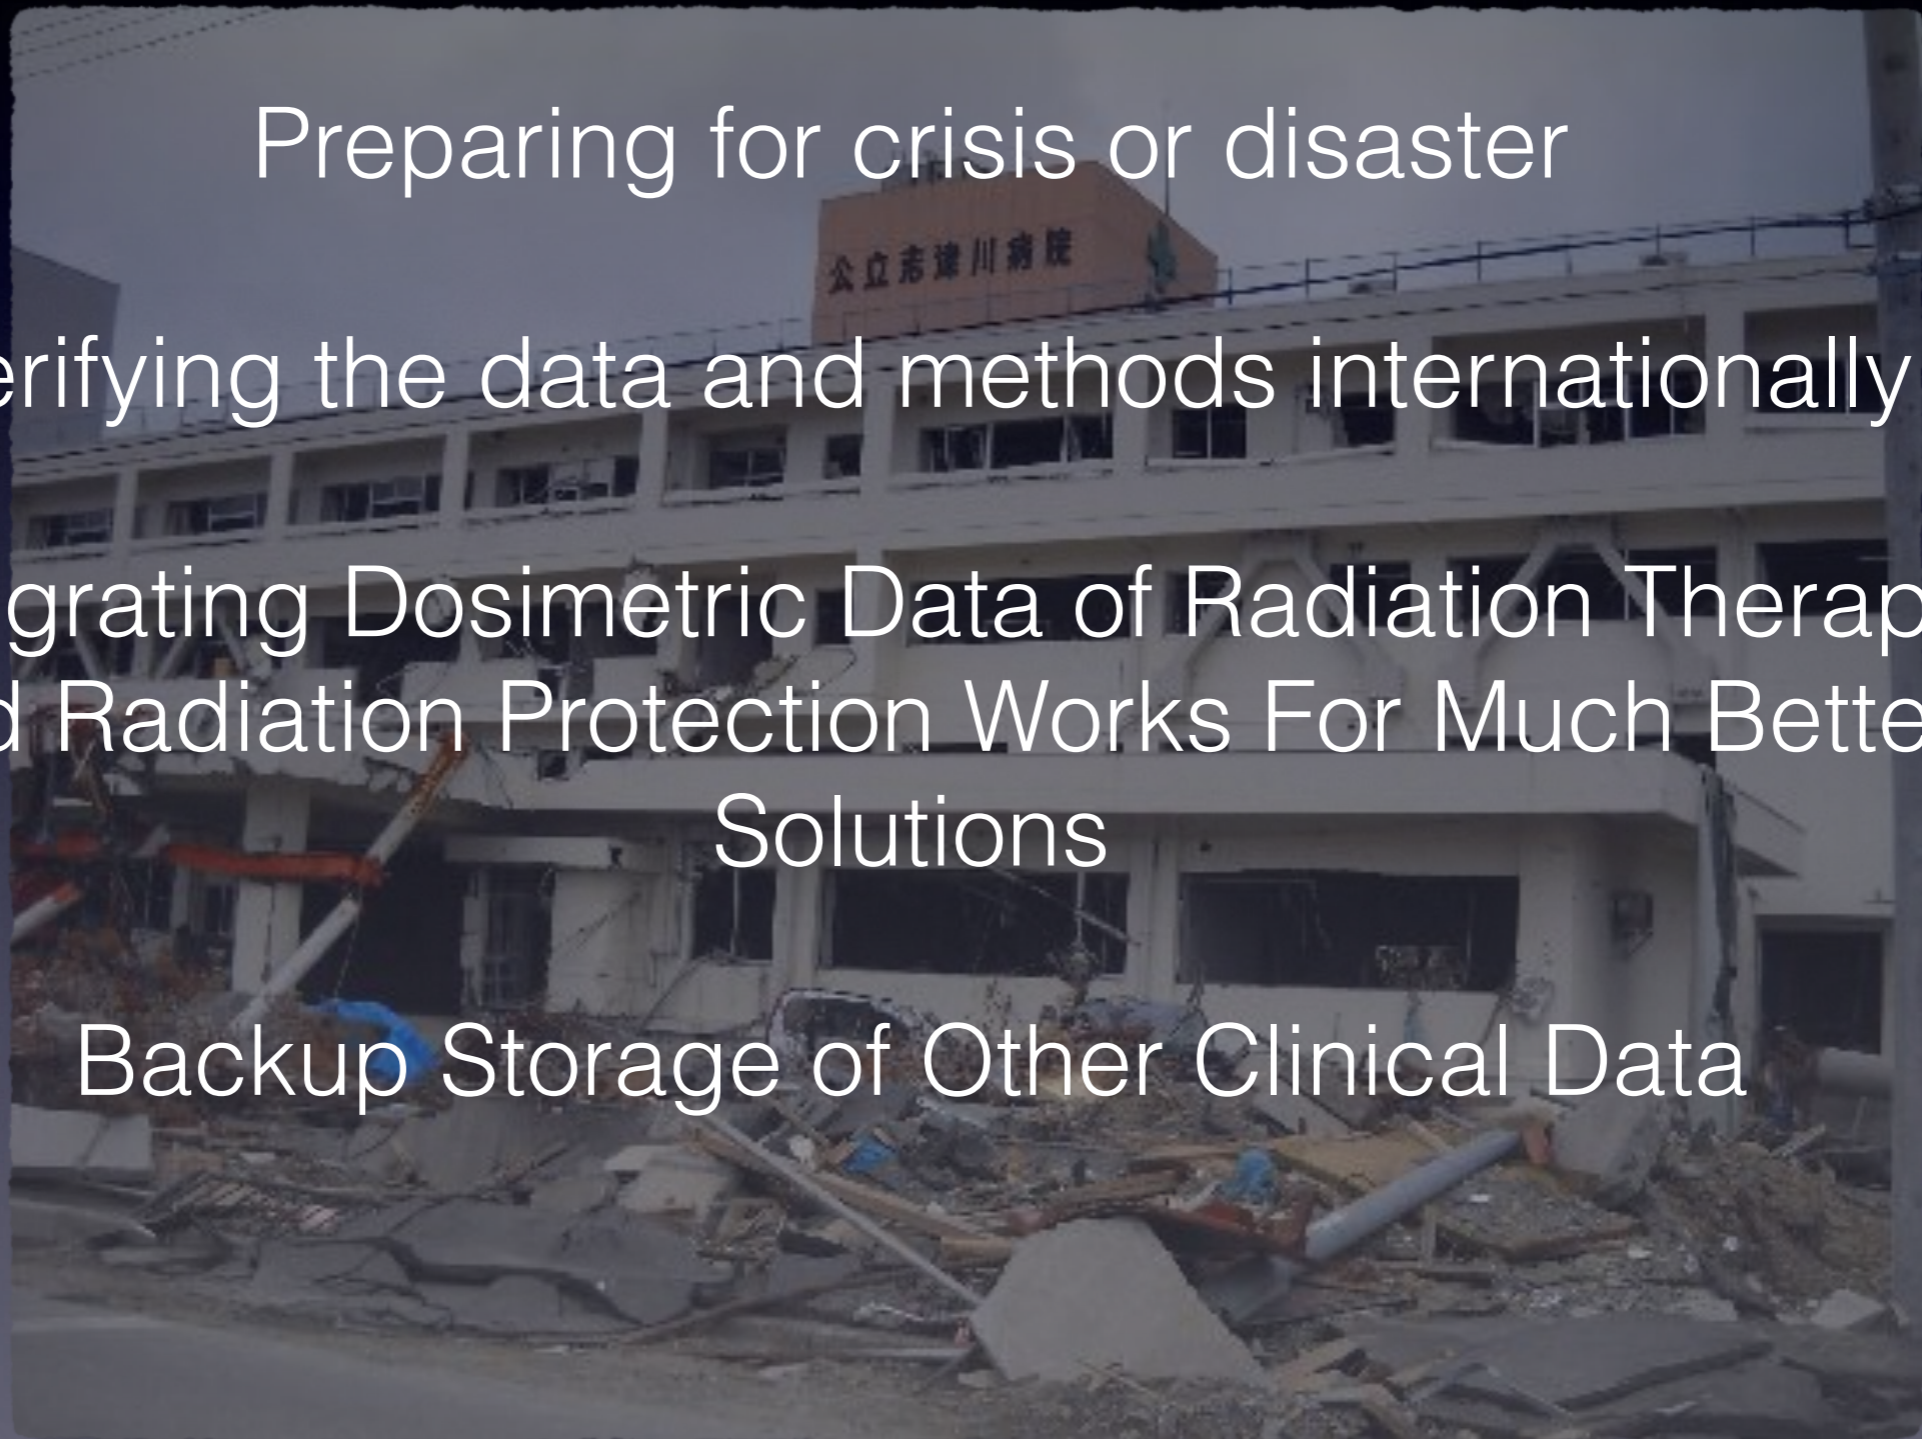 Preparing for crisis or disaster
公立志津川病院
erifying the data and methods internationally
grating Dosimetric Data of Radiation Therap
d Radiation Protection Works For Much Bette
Solutions
Backup Storage of Other Clinical Data